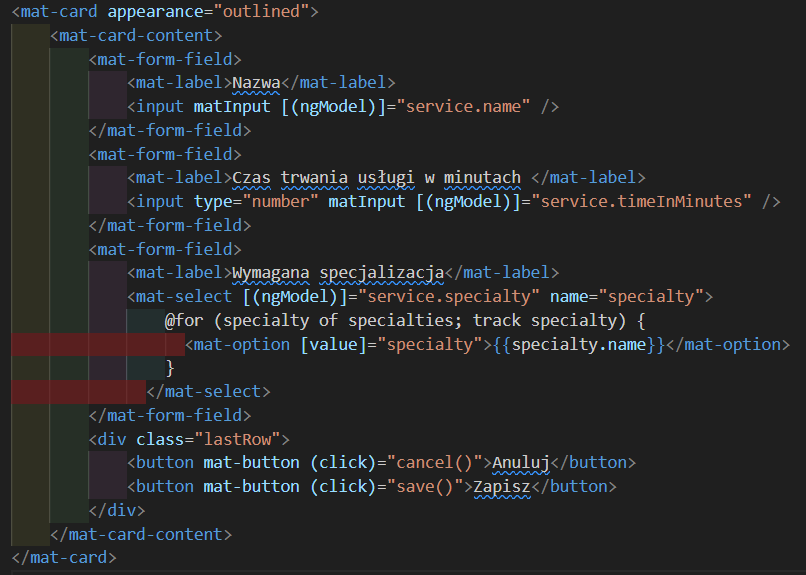 <mat-card appearance="outlined">
    <mat-card-content>
        <mat-form-field>
            <mat-label>Nazwa</mat-label>
            <input matInput [(ngModel)]="service.name" />
        </mat-form-field>
        <mat-form-field>
            <mat-label>Czas trwania usługi w minutach </mat-label>
            <input type="number" matInput [(ngModel)]="service.timeInMinutes" />
        </mat-form-field>
        <mat-form-field>
            <mat-label>Wymagana specjalizacja</mat-label>
            <mat-select [(ngModel)]="service.specialty" name="specialty">
                @for (specialty of specialties; track specialty) {
                  <mat-option [value]="specialty">{{specialty.name}}</mat-option>
                }
              </mat-select>
        </mat-form-field>
        <div class="lastRow">
            <button mat-button (click)="cancel()">Anuluj</button>
            <button mat-button (click)="save()">Zapisz</button>
        </div>
    </mat-card-content>
</mat-card>